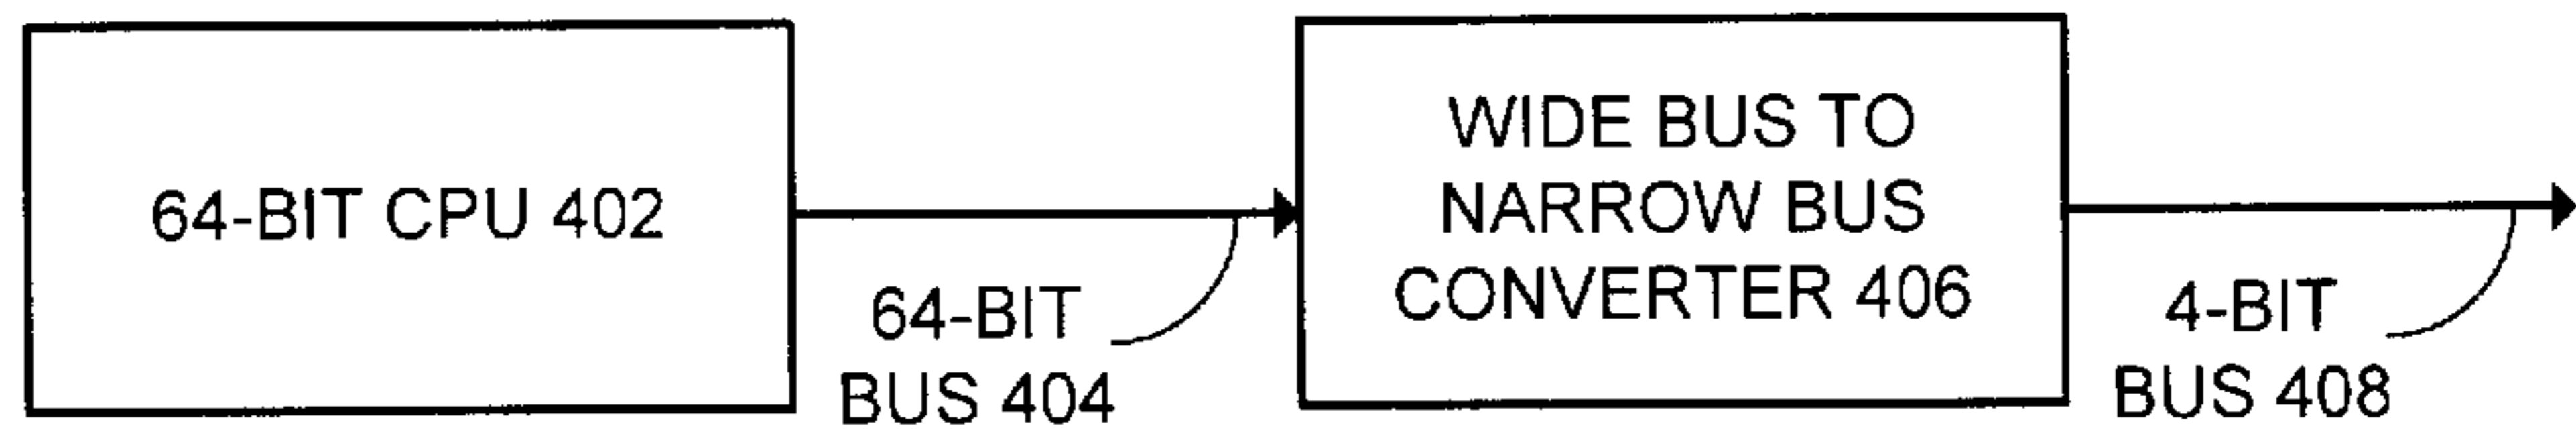 64-BIT CPU 402
64-BIT
BUS 404
WIDE BUS TO
NARROW BUS
CONVERTER 406
4-BIT
BUS 408